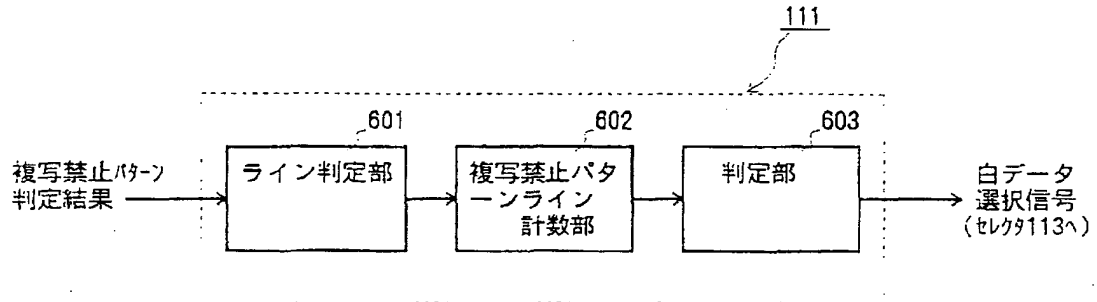 111
601
602
603
複写禁止パターン
判定結果
ライン判定部
複写禁止パタ
ーンライン
計数部
判定部
白データ
選択信号
(セレクタ113へ)